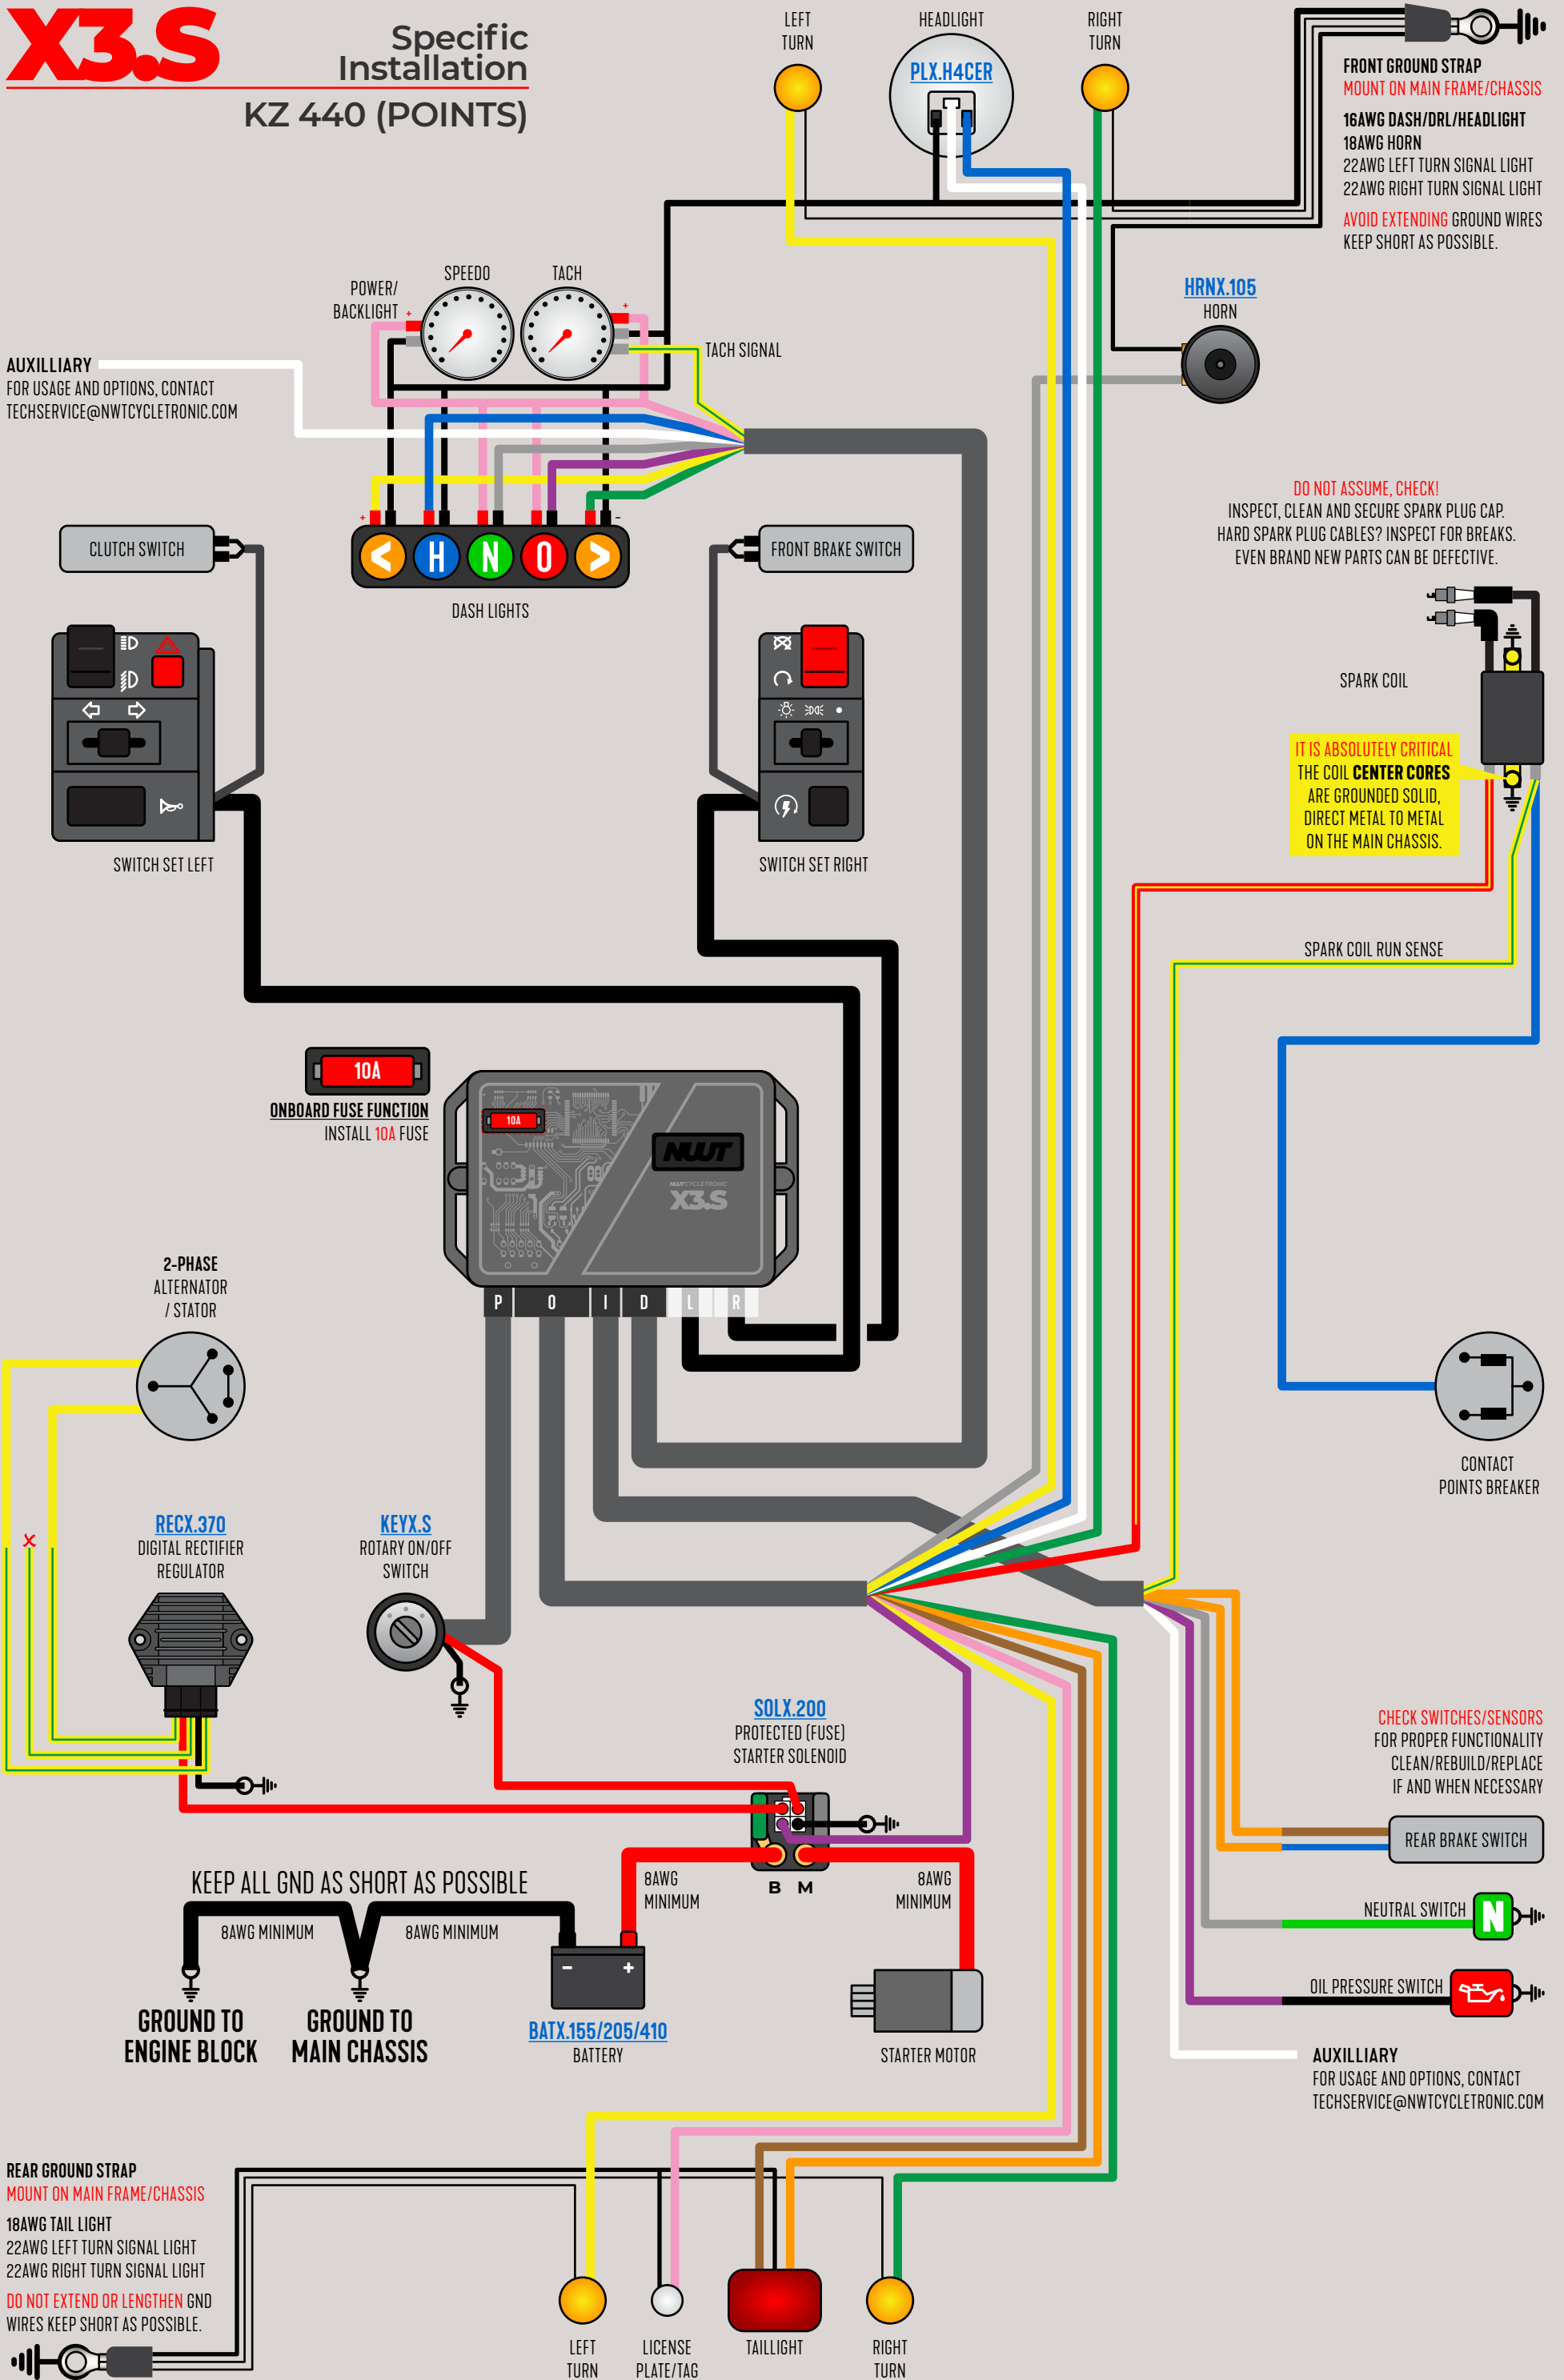 X3.S
Specific
Installation
KZ 440 (POINTS)
LEFT
TURN
HEADLIGHT
PLX.H4CER
RIGHT
TURN
FRONT GROUND STRAP
MOUNT ON MAIN FRAME/CHASSIS
16AWG DASH/DRL/HEADLIGHT
18AWG HORN
22AWG LEFT TURN SIGNAL LIGHT
22AWG RIGHT TURN SIGNAL LIGHT
AVOID EXTENDING GROUND WIRES
KEEP SHORT AS POSSIBLE.
SPEEDO
TACH
POWER/
BACKLIGHT
+
+
TACH SIGNAL
HRNX.105
HORN
AUXILLIARY
FOR USAGE AND OPTIONS, CONTACT
TECHSERVICE@NWTCYCLETRONIC.COM
+
-
< H N O >
DASH LIGHTS
CLUTCH SWITCH
FRONT BRAKE SWITCH
DO NOT ASSUME, CHECK!
INSPECT, CLEAN AND SECURE SPARK PLUG CAP.
HARD SPARK PLUG CABLES? INSPECT FOR BREAKS.
EVEN BRAND NEW PARTS CAN BE DEFECTIVE.
SPARK COIL
IT IS ABSOLUTELY CRITICAL
THE COIL CENTER CORES
ARE GROUNDED SOLID,
DIRECT METAL TO METAL
ON THE MAIN CHASSIS.
SWITCH SET LEFT
SWITCH SET RIGHT
SPARK COIL RUN SENSE
10A
ONBOARD FUSE FUNCTION
INSTALL 10A FUSE
10A
NWT
NWTCYCLETRONIC
X3.S
P O I D L R
2-PHASE
ALTERNATOR
/ STATOR
CONTACT
POINTS BREAKER
X
RECX.370
DIGITAL RECTIFIER
REGULATOR
KEYX.S
ROTARY ON/OFF
SWITCH
SOLX.200
PROTECTED (FUSE)
STARTER SOLENOID
B M
CHECK SWITCHES/SENSORS
FOR PROPER FUNCTIONALITY
CLEAN/REBUILD/REPLACE
IF AND WHEN NECESSARY
REAR BRAKE SWITCH
NEUTRAL SWITCH
N
OIL PRESSURE SWITCH
AUXILLIARY
FOR USAGE AND OPTIONS, CONTACT
TECHSERVICE@NWTCYCLETRONIC.COM
KEEP ALL GND AS SHORT AS POSSIBLE
8AWG MINIMUM
8AWG MINIMUM
8AWG
MINIMUM
8AWG
MINIMUM
GROUND TO
ENGINE BLOCK
GROUND TO
MAIN CHASSIS
- +
BATX.155/205/410
BATTERY
STARTER MOTOR
REAR GROUND STRAP
MOUNT ON MAIN FRAME/CHASSIS
18AWG TAIL LIGHT
22AWG LEFT TURN SIGNAL LIGHT
22AWG RIGHT TURN SIGNAL LIGHT
DO NOT EXTEND OR LENGTHEN GND
WIRES KEEP SHORT AS POSSIBLE.
LEFT
TURN
LICENSE
PLATE/TAG
TAILLIGHT
RIGHT
TURN